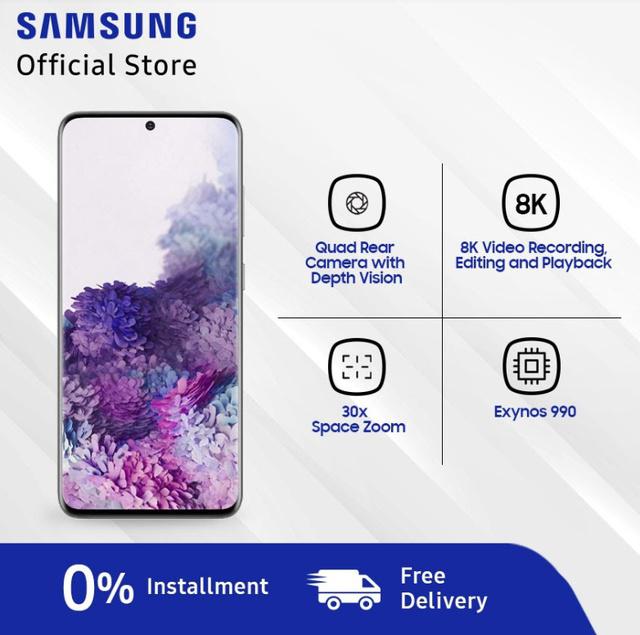 SAMSUNG
Official Store
Quad Rear
Camera with
Depth Vision
8K
8K Video Recording,
Editing and Playback
30x
Space Zoom
Exynos 990
0% Installment
Free
Delivery